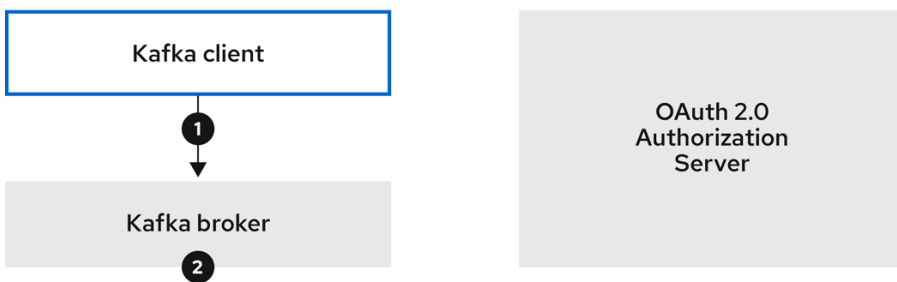 Kafka client
1
Kafka broker
2
OAuth 2.0
Authorization
Server